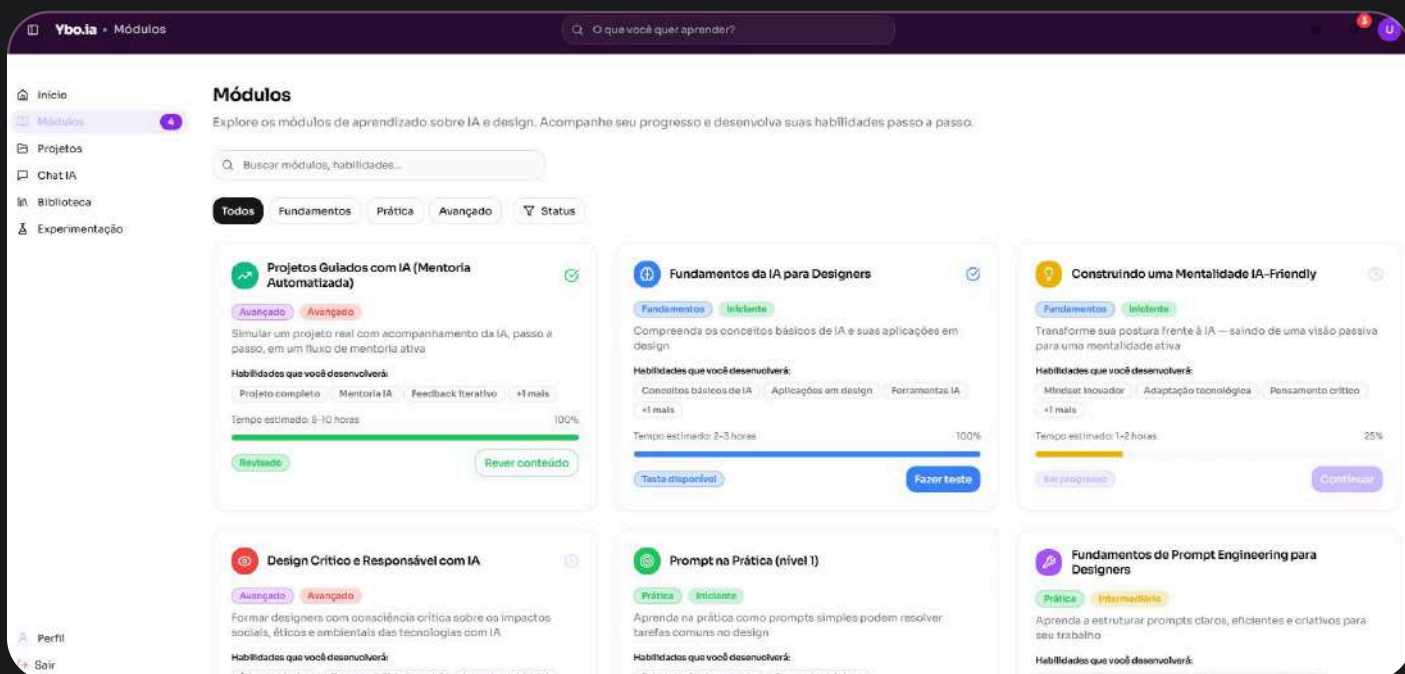 Ybo.ia • Módulos
O que você quer aprender?
3
U
Início
Módulos
4
Projetos
Chat IA
Biblioteca
Experimentação
Perfil
Sair
Módulos
Explore os módulos de aprendizado sobre IA e design. Acompanhe seu progresso e desenvolva suas habilidades passo a passo.
Buscar módulos, habilidades...
Todos Fundamentos Prática Avançado Status
Projetos Guiados com IA (Mentoria
Automatizada)
Avançado Avançado
Simular um projeto real com acompanhamento da IA, passo a
passo, em um fluxo de mentoria ativa
Habilidades que você desenvolverá:
Projeto completo Mentoria IA Feedback iterativo +1 mais
Tempo estimado: 8-10 horas 100%
Revisado Rever conteúdo
Fundamentos da IA para Designers
Fundamentos Iniciante
Compreenda os conceitos básicos de IA e suas aplicações em
design
Habilidades que você desenvolverá:
Conceitos básicos de IA Aplicações em design Ferramentas IA
+1 mais
Tempo estimado: 2-3 horas 100%
Teste disponível Fazer teste
Construindo uma Mentalidade IA-Friendly
Fundamentos Iniciante
Transforme sua postura frente à IA — saindo de uma visão passiva
para uma mentalidade ativa
Habilidades que você desenvolverá:
Mindset inovador Adaptação tecnológica Pensamento crítico
+1 mais
Tempo estimado: 1-2 horas 25%
Em progresso Continuar
Design Crítico e Responsável com IA
Avançado Avançado
Formar designers com consciência crítica sobre os impactos
sociais, éticos e ambientais das tecnologias com IA
Habilidades que você desenvolverá:
Prompt na Prática (nível 1)
Prática Iniciante
Aprenda na prática como prompts simples podem resolver
tarefas comuns no design
Habilidades que você desenvolverá:
Fundamentos de Prompt Engineering para
Designers
Prática Intermediário
Aprenda a estruturar prompts claros, eficientes e criativos para
seu trabalho
Habilidades que você desenvolverá: